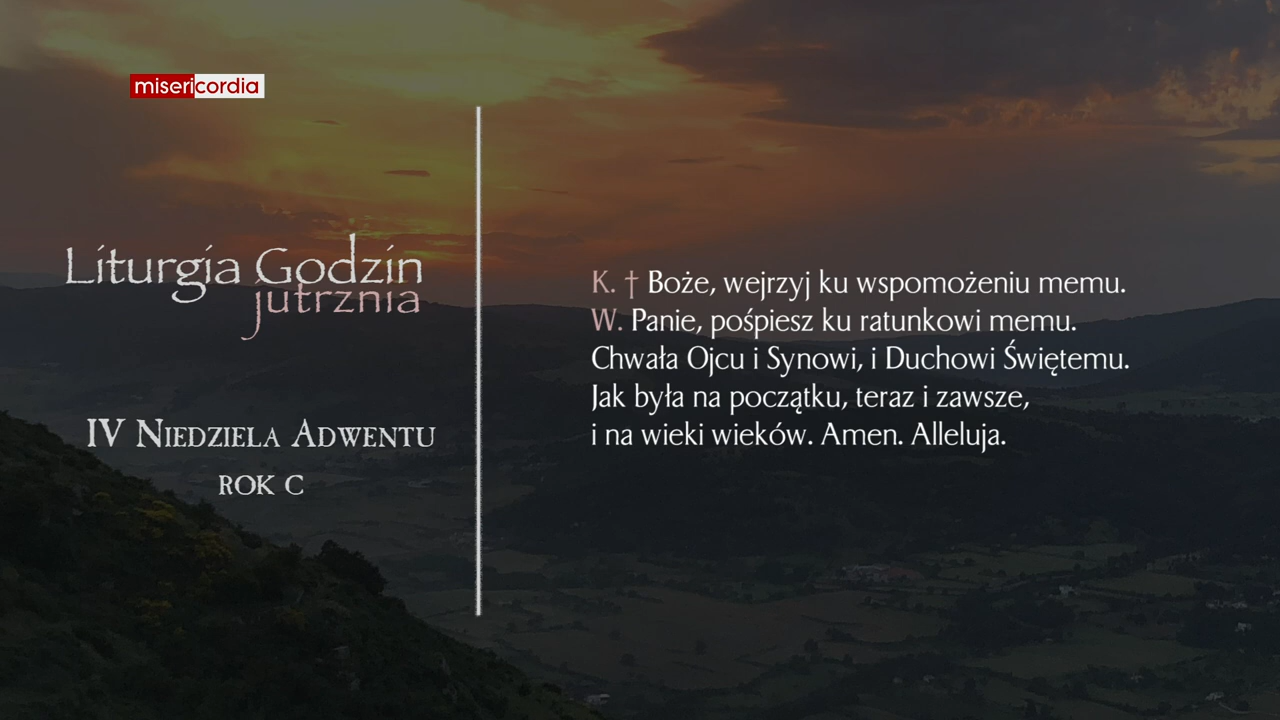 misericordia
Liturgia Godzin
jutrznia
IV Niedziela Adwentu
rok C
K. † Boże, wejrzyj ku wspomożeniu memu.
W. Panie, pośpiesz ku ratunkowi memu.
Chwała Ojcu i Synowi, i Duchowi Świętemu.
Jak była na początku, teraz i zawsze,
i na wieki wieków. Amen. Alleluja.